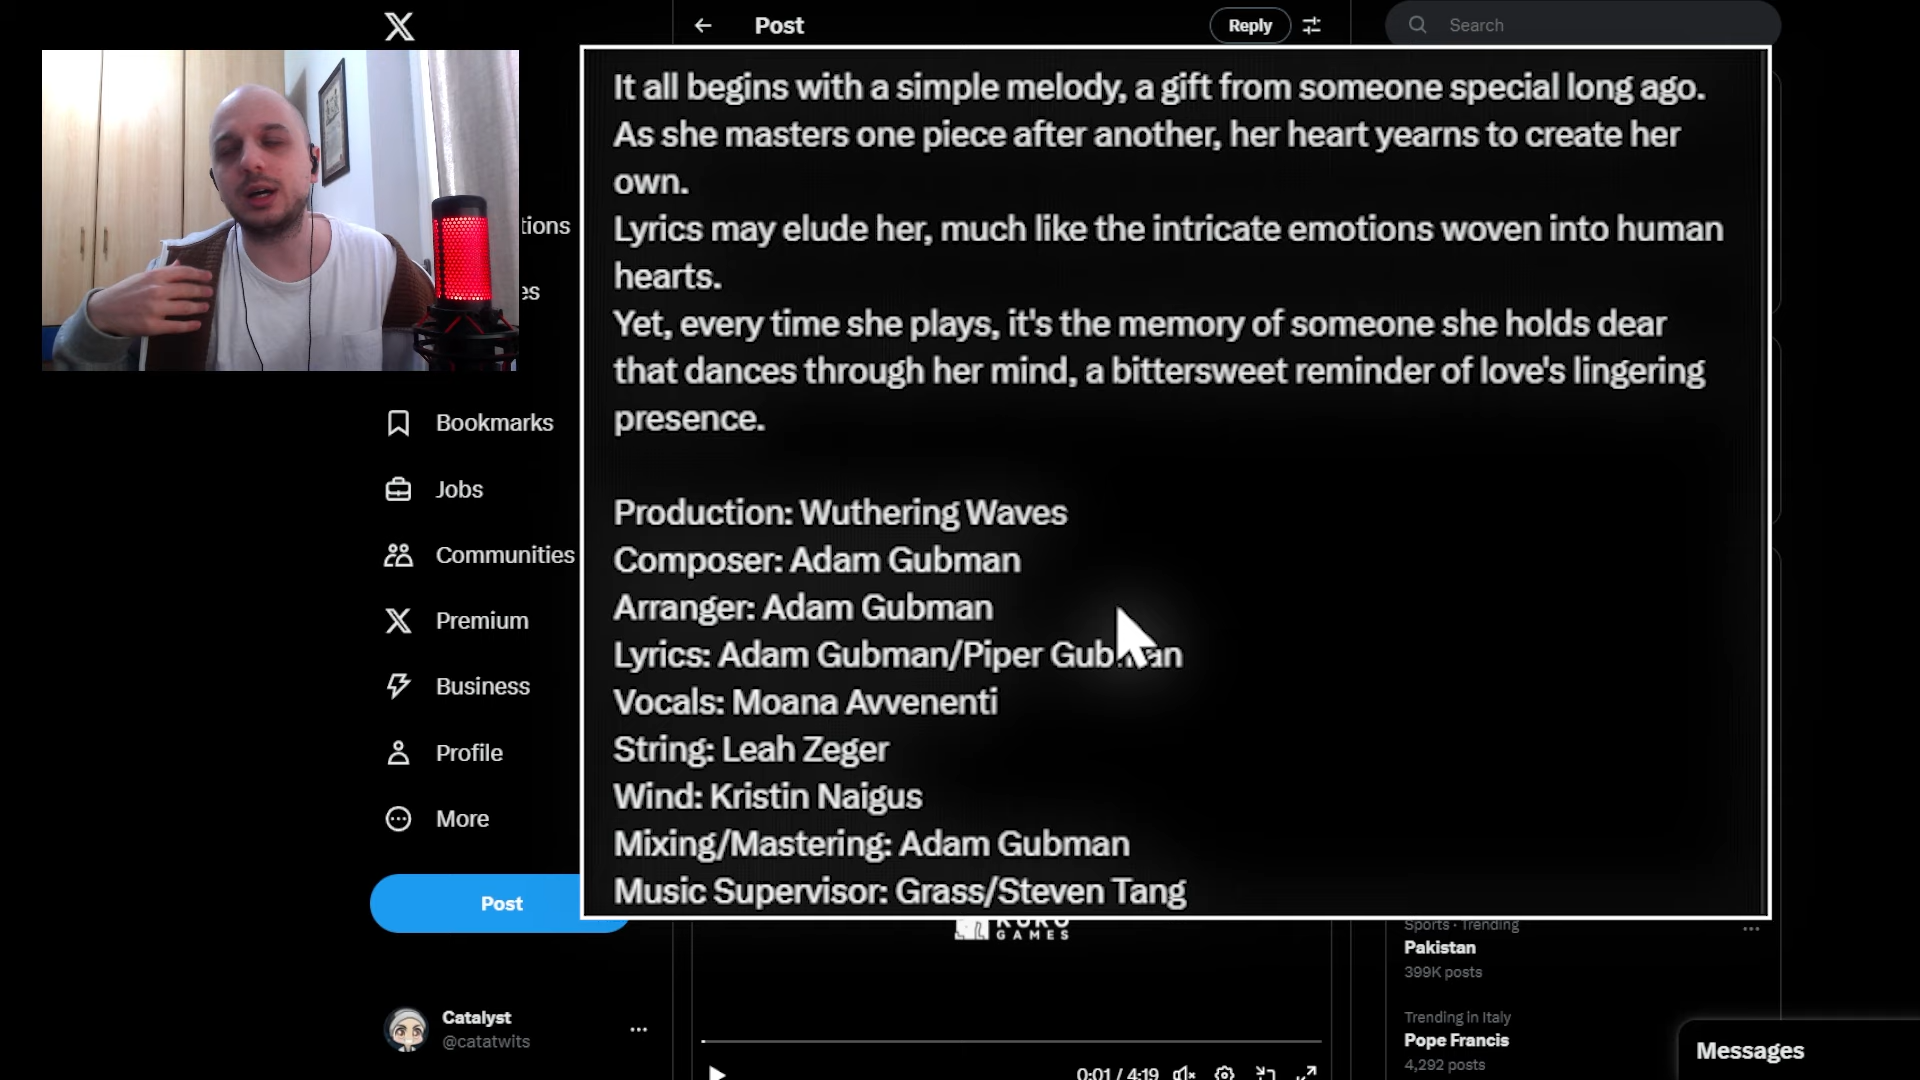 Post
Reply
Search
It all begins with a simple melody, a gift from someone special long ago.
As she masters one piece after another, her heart yearns to create her
own.
Lyrics may elude her, much like the intricate emotions woven into human
hearts.
Yet, every time she plays, it's the memory of someone she holds dear
that dances through her mind, a bittersweet reminder of love's lingering
presence.
Production: Wuthering Waves
Composer: Adam Gubman
Arranger: Adam Gubman
Lyrics: Adam Gubman/Piper Gubman
Vocals: Moana Avvenenti
String: Leah Zeger
Wind: Kristin Naigus
Mixing/Mastering: Adam Gubman
Music Supervisor: Grass/Steven Tang
tions
es
Bookmarks
Jobs
Communities
Premium
Business
Profile
More
Post
Catalyst
@catatwits
KURO
GAMES
0:01 / 4:19
Sports · Trending
Pakistan
399K posts
Trending in Italy
Pope Francis
4,292 posts
Messages